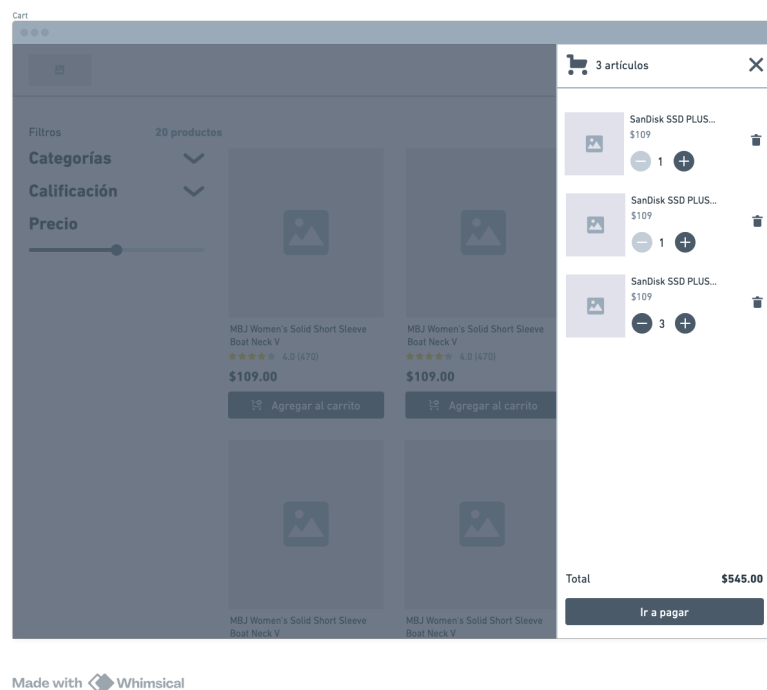 Cart
3 artículos
Filtros
20 productos
Categorías
Calificación
Precio
MBJ Women's Solid Short Sleeve
Boat Neck V
4.0 (470)
$109.00
Agregar al carrito
MBJ Women's Solid Short Sleeve
Boat Neck V
4.0 (470)
$109.00
Agregar al carrito
MBJ Women's Solid Short Sleeve
Boat Neck V
MBJ Women's Solid Short Sleeve
Boat Neck V
SanDisk SSD PLUS...
$109
1
SanDisk SSD PLUS...
$109
1
SanDisk SSD PLUS...
$109
3
Total
$545.00
Ir a pagar
Made with Whimsical